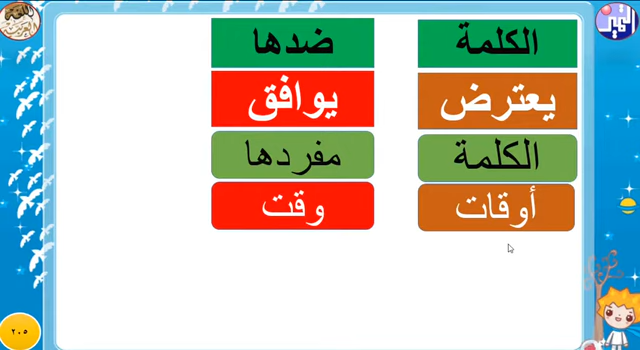 الكلمة ضدها
يعترض يوافق
الكلمة مفردها
أوقات وقت
٢٠٥